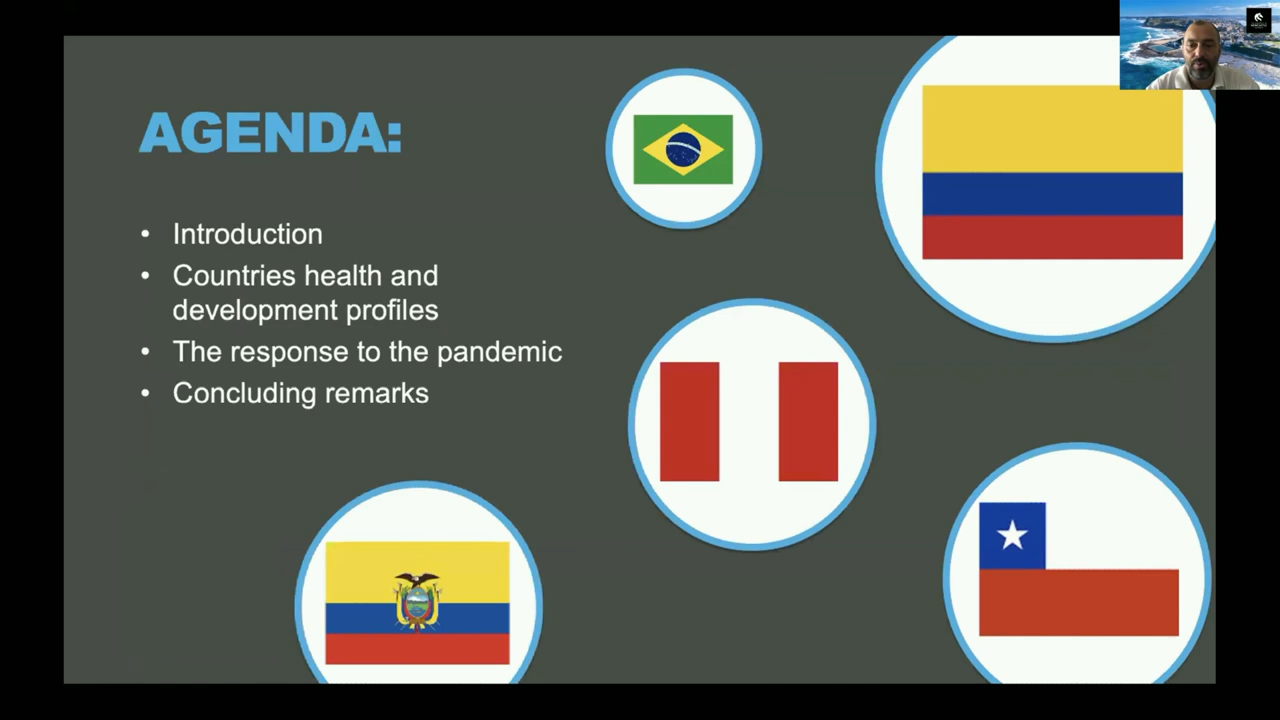 AGENDA:
• Introduction
• Countries health and
development profiles
• The response to the pandemic
• Concluding remarks